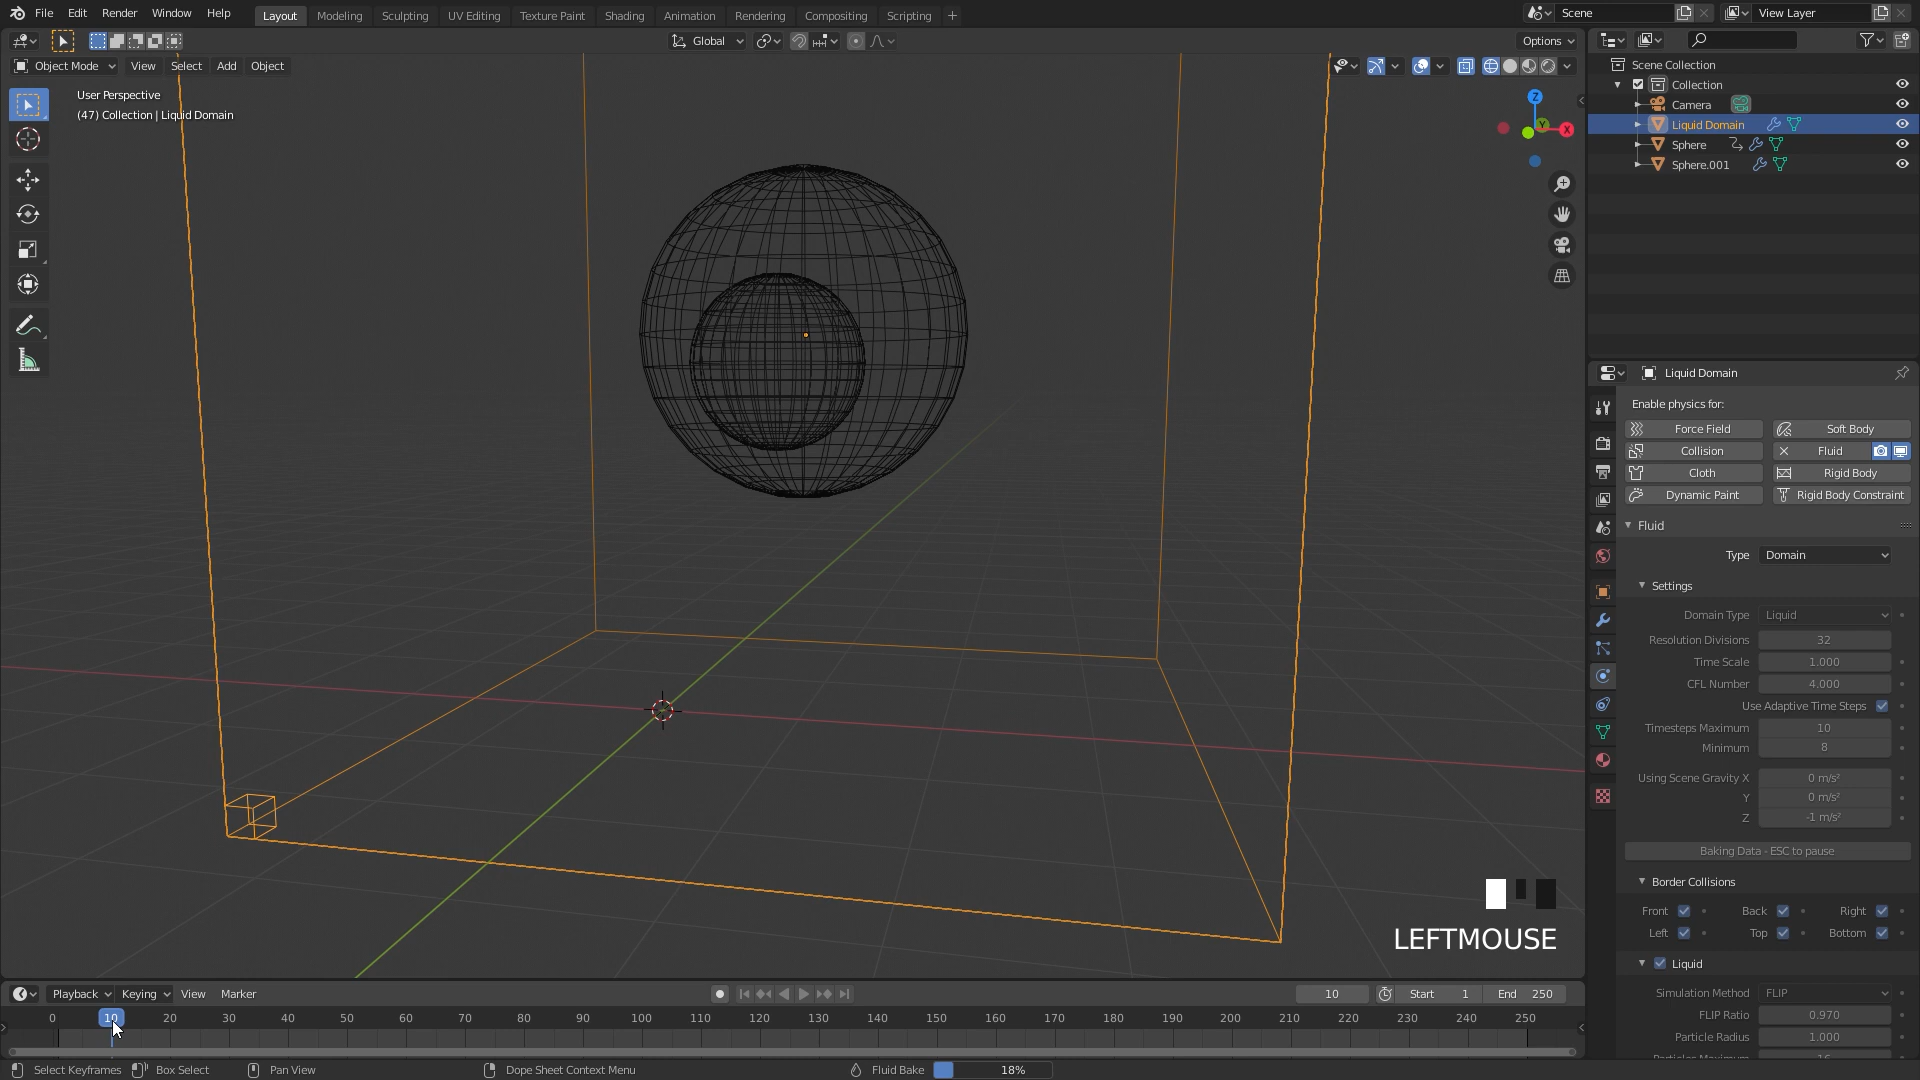 File Edit Render Window Help Layout Modeling Sculpting UV Editing Texture Paint Shading Animation Rendering Compositing Scripting + Scene View Layer
Global Options
Object Mode View Select Add Object
User Perspective
(47) Collection | Liquid Domain
Z
Y
X
LEFTMOUSE
Scene Collection
Collection
Camera
Liquid Domain
Sphere
Sphere.001
Liquid Domain
Enable physics for:
Force Field Soft Body
Collision Fluid
Cloth Rigid Body
Dynamic Paint Rigid Body Constraint
Fluid
Type Domain
Settings
Domain Type Liquid
Resolution Divisions 32
Time Scale 1.000
CFL Number 4.000
Use Adaptive Time Steps
Timesteps Maximum 10
Minimum 8
Using Scene Gravity X 0 m/s²
Y 0 m/s²
Z -1 m/s²
Baking Data - ESC to pause
Border Collisions
Front Back Right
Left Top Bottom
Liquid
Simulation Method FLIP
FLIP Ratio 0.970
Particle Radius 1.000
Playback Keying View Marker 10 Start 1 End 250
0 10 20 30 40 50 60 70 80 90 100 110 120 130 140 150 160 170 180 190 200 210 220 230 240 250
Select Keyframes Box Select Pan View Dope Sheet Context Menu Fluid Bake 18%